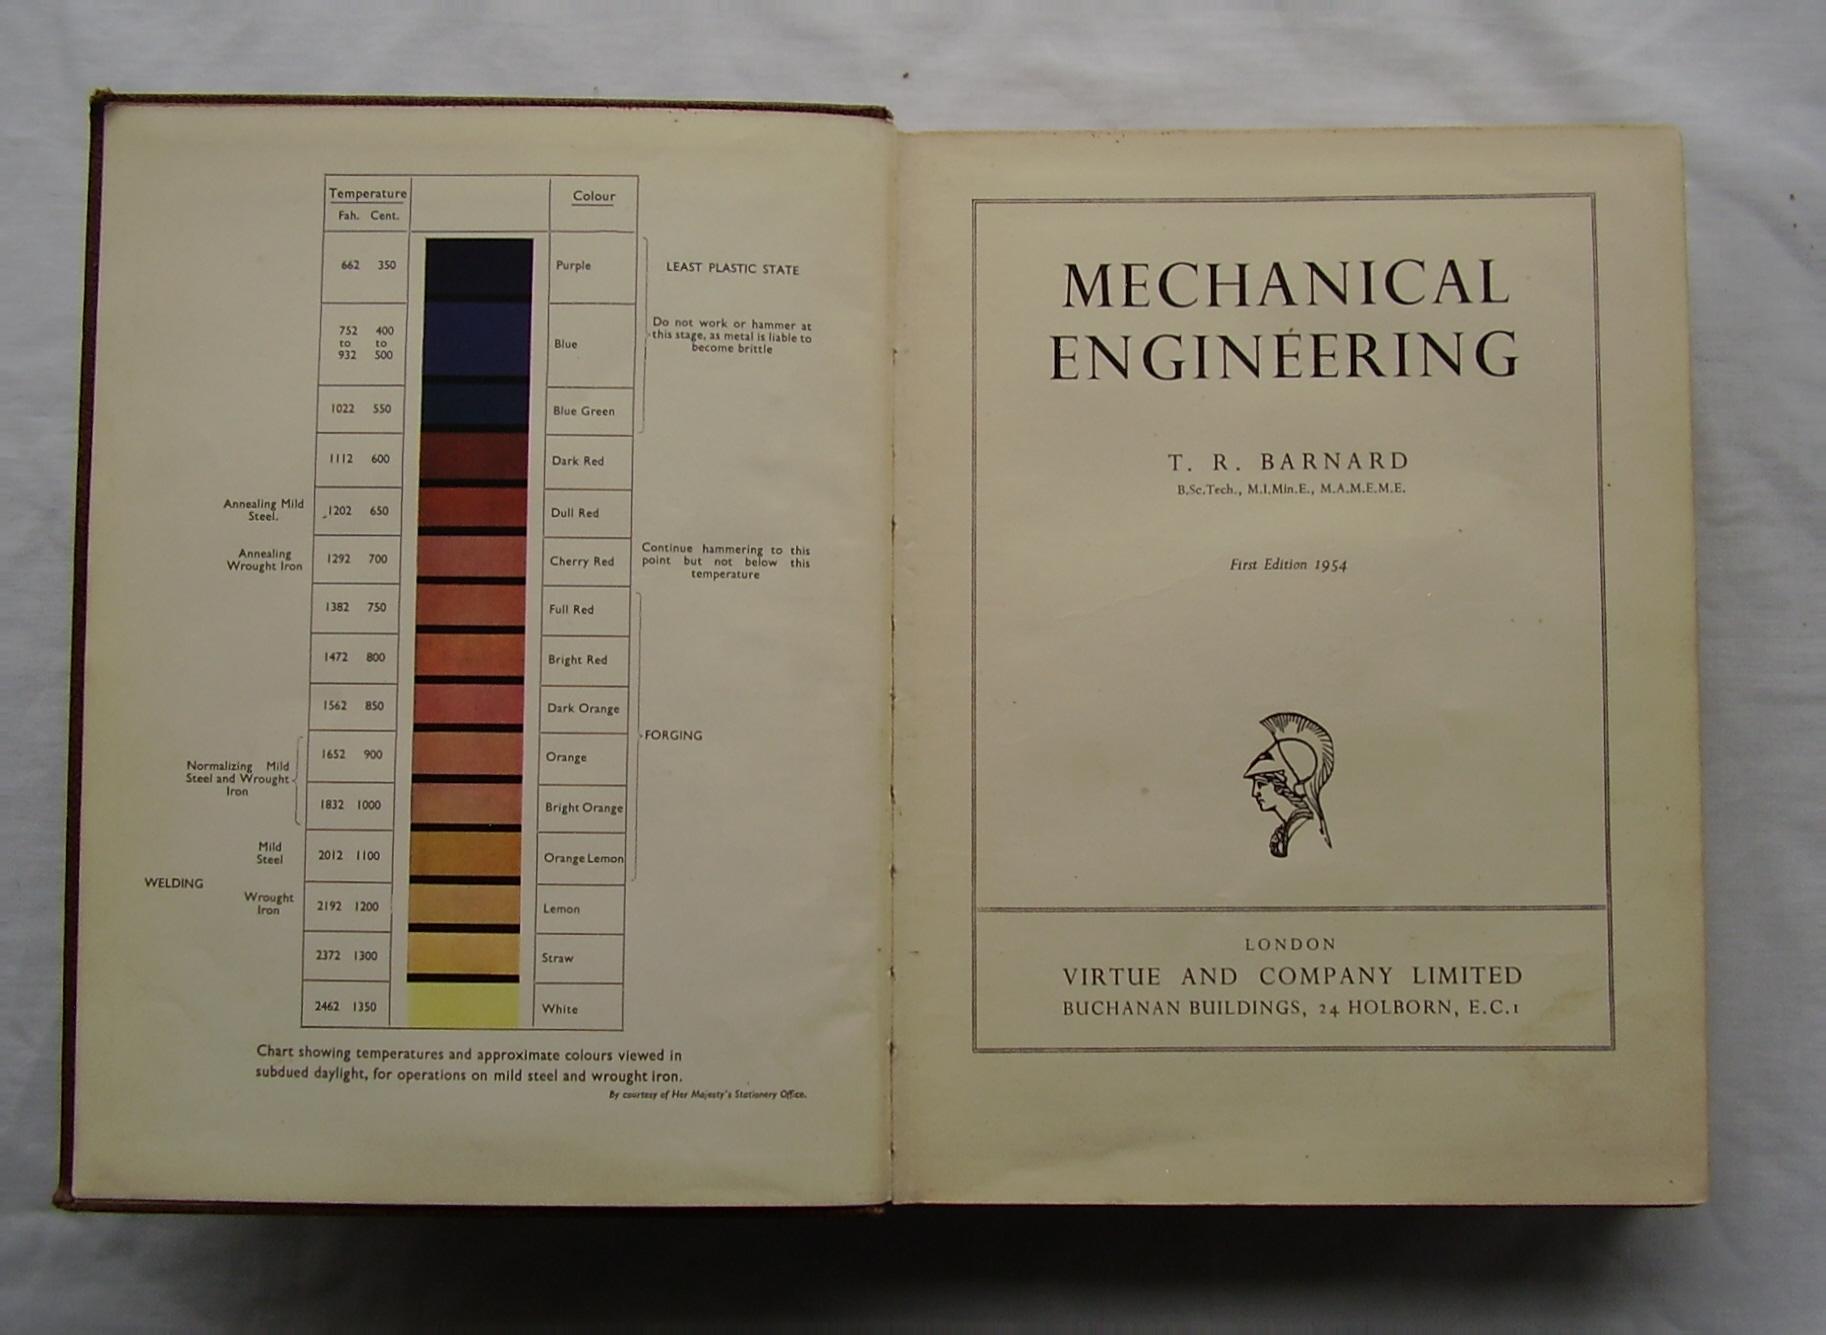 Temperature
Fah. Cent.
Colour
662 350
Purple
LEAST PLASTIC STATE
752 400
to to
932 500
Blue
Do not work or hammer at
this stage, as metal is liable to
become brittle
1022 550
Blue Green
1112 600
Dark Red
Annealing Mild
Steel.
1202 650
Dull Red
Annealing
Wrought Iron
1292 700
Cherry Red
Continue hammering to this
point but not below this
temperature
1382 750
Full Red
1472 800
Bright Red
1562 850
Dark Orange
FORGING
1652 900
Orange
Normalizing Mild
Steel and Wrought
Iron
1832 1000
Bright Orange
Mild
Steel
2012 1100
Orange Lemon
WELDING
Wrought
Iron
2192 1200
Lemon
2372 1300
Straw
2462 1350
White
Chart showing temperatures and approximate colours viewed in
subdued daylight, for operations on mild steel and wrought iron.
By courtesy of Her Majesty's Stationery Office.
MECHANICAL
ENGINEERING
T. R. BARNARD
B.Sc.Tech., M.I.Min.E., M.A.M.E.M.E.
First Edition 1954
LONDON
VIRTUE AND COMPANY LIMITED
BUCHANAN BUILDINGS, 24 HOLBORN, E.C.1